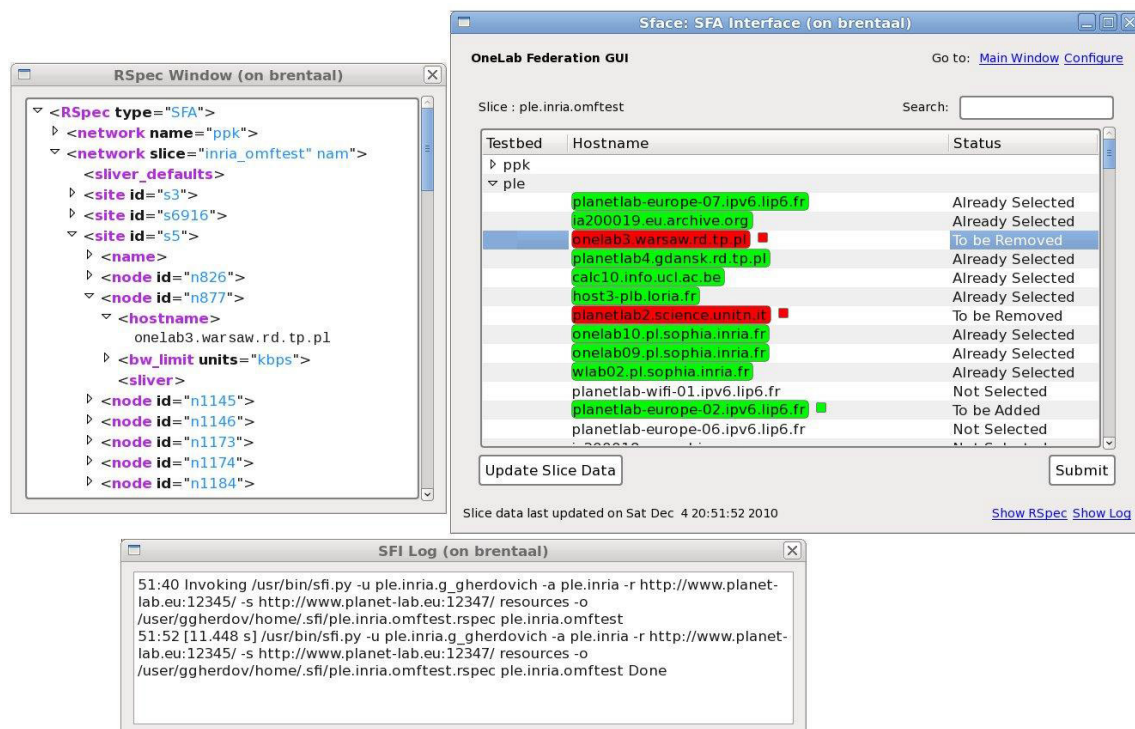 RSpec Window (on brentaal)
<RSpec type="SFA">
<network name="ppk">
<network slice="inria_omftest" nam">
<sliver_defaults>
<site id="s3">
<site id="s6916">
<site id="s5">
<name>
<node id="n826">
<node id="n877">
<hostname>
onelab3.warsaw.rd.tp.pl
<bw_limit units="kbps">
<sliver>
<node id="n1145">
<node id="n1146">
<node id="n1173">
<node id="n1174">
<node id="n1184">
Sface: SFA Interface (on brentaal)
OneLab Federation GUI Go to: Main Window Configure
Slice : ple.inria.omftest Search:
Testbed Hostname Status
ppk
ple
planetlab-europe-07.ipv6.lip6.fr Already Selected
ia200019.eu.archive.org Already Selected
onelab3.warsaw.rd.tp.pl To be Removed
planetlab4.gdansk.rd.tp.pl Already Selected
calc10.info.ucl.ac.be Already Selected
host3-plb.loria.fr Already Selected
planetlab2.science.unitn.it To be Removed
onelab10.pl.sophia.inria.fr Already Selected
onelab09.pl.sophia.inria.fr Already Selected
wlab02.pl.sophia.inria.fr Already Selected
planetlab-wifi-01.ipv6.lip6.fr Not Selected
planetlab-europe-02.ipv6.lip6.fr To be Added
planetlab-europe-06.ipv6.lip6.fr Not Selected
Update Slice Data Submit
Slice data last updated on Sat Dec 4 20:51:52 2010 Show RSpec Show Log
SFI Log (on brentaal)
51:40 Invoking /usr/bin/sfi.py -u ple.inria.g_gherdovich -a ple.inria -r http://www.planet-
lab.eu:12345/ -s http://www.planet-lab.eu:12347/ resources -o
/user/ggherdov/home/.sfi/ple.inria.omftest.rspec ple.inria.omftest
51:52 [11.448 s] /usr/bin/sfi.py -u ple.inria.g_gherdovich -a ple.inria -r http://www.planet-
lab.eu:12345/ -s http://www.planet-lab.eu:12347/ resources -o
/user/ggherdov/home/.sfi/ple.inria.omftest.rspec ple.inria.omftest Done